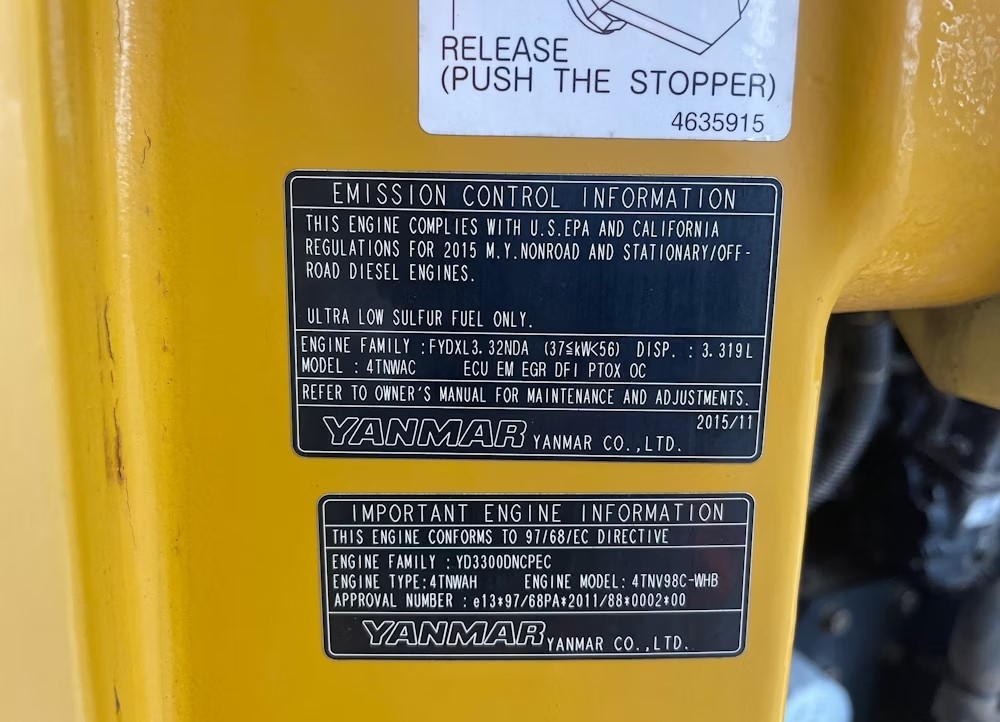 RELEASE
(PUSH THE STOPPER)
4635915
EMISSION CONTROL INFORMATION
THIS ENGINE COMPLIES WITH U.S.EPA AND CALIFORNIA
REGULATIONS FOR 2015 M.Y.NONROAD AND STATIONARY/OFF-
ROAD DIESEL ENGINES.
ULTRA LOW SULFUR FUEL ONLY.
ENGINE FAMILY :FYDXL3.32NDA (37≦kW<56) DISP. : 3.319L
MODEL : 4TNWAC ECU EM EGR DFI PTOX OC
REFER TO OWNER'S MANUAL FOR MAINTENANCE AND ADJUSTMENTS.
2015/11
YANMAR YANMAR CO.,LTD.
IMPORTANT ENGINE INFORMATION
THIS ENGINE CONFORMS TO 97/68/EC DIRECTIVE
ENGINE FAMILY : YD3300DNCPEC
ENGINE TYPE:4TNWAH ENGINE MODEL: 4TNV98C-WHB
APPROVAL NUMBER : e13*97/68PA*2011/88*0002*00
YANMAR YANMAR CO.,LTD.